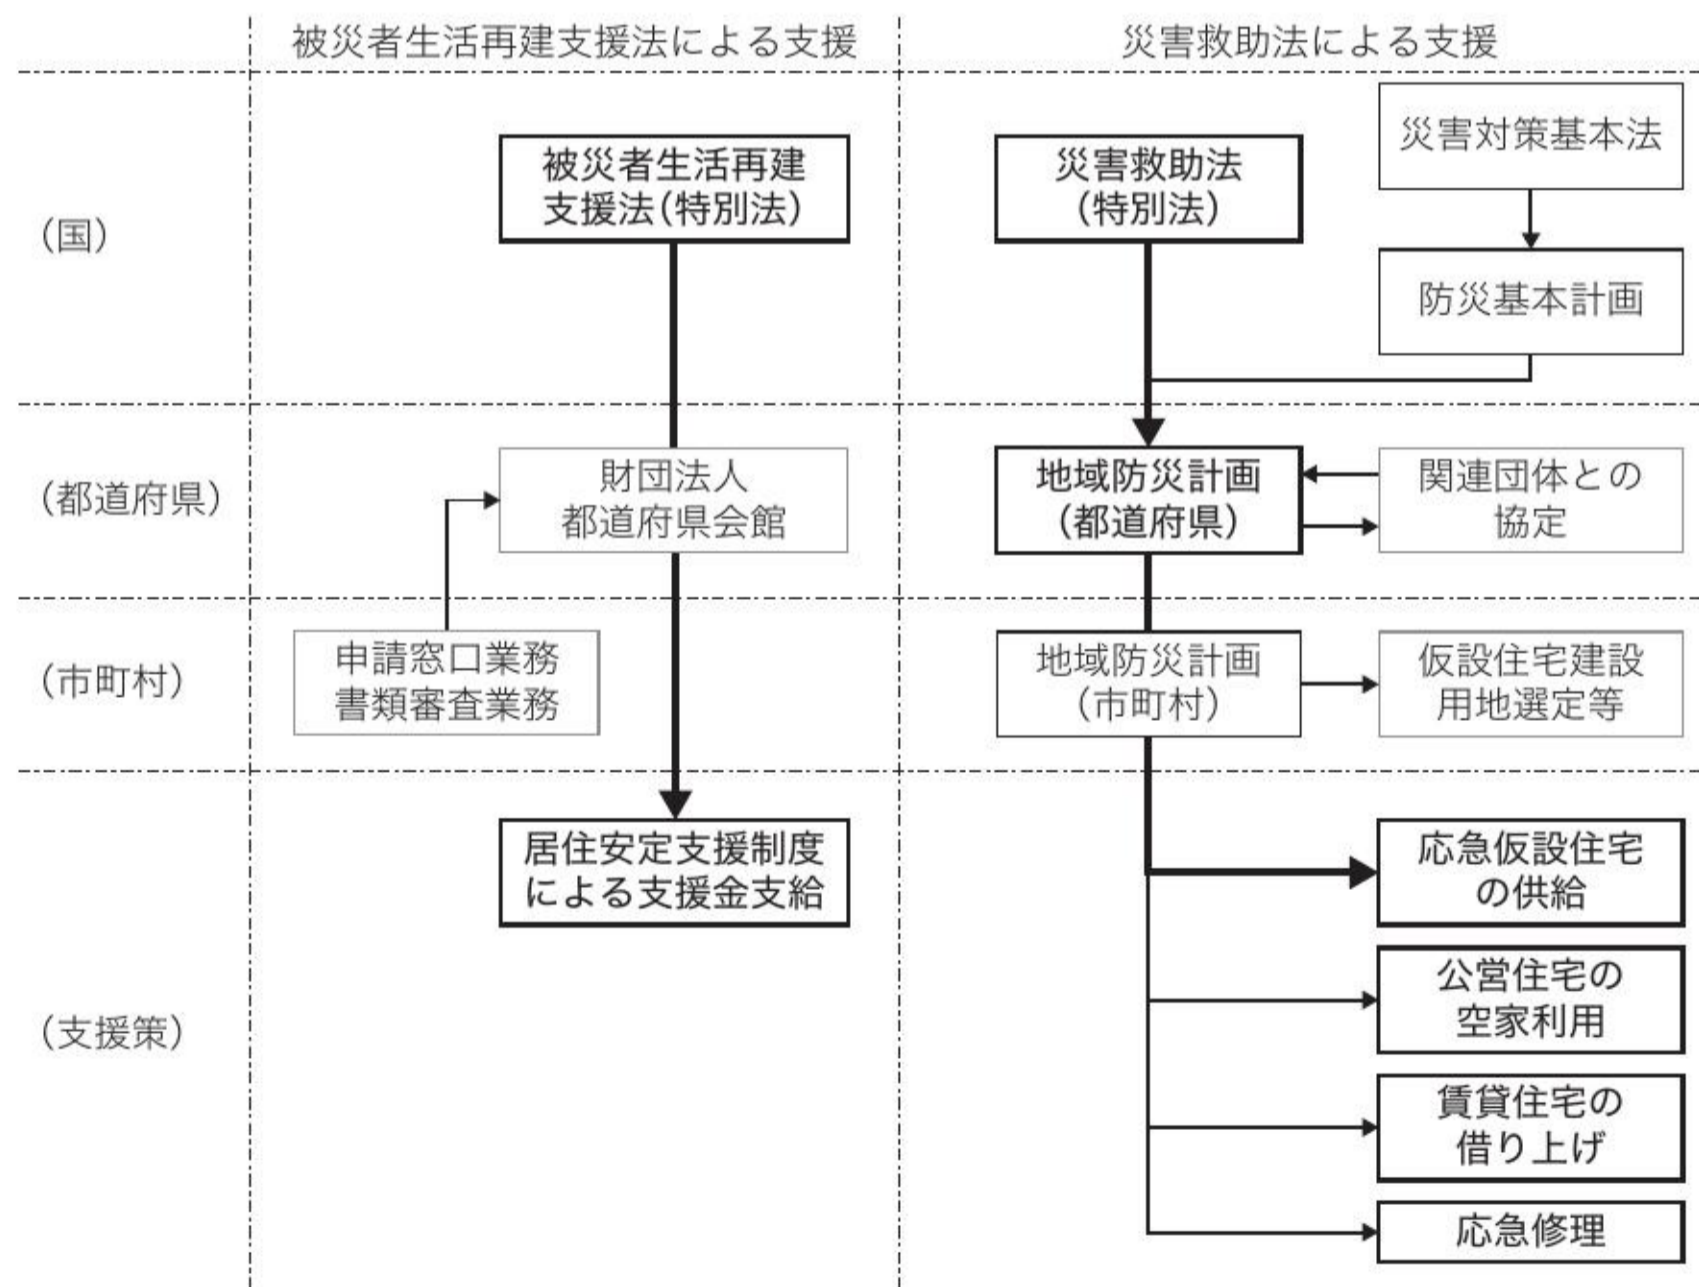 被災者生活再建支援法による支援
災害救助法による支援
（国）
被災者生活再建
支援法（特別法）
災害救助法
（特別法）
災害対策基本法
防災基本計画
（都道府県）
財団法人
都道府県会館
地域防災計画
（都道府県）
関連団体との
協定
（市町村）
申請窓口業務
書類審査業務
地域防災計画
（市町村）
仮設住宅建設
用地選定等
（支援策）
居住安定支援制度
による支援金支給
応急仮設住宅
の供給
公営住宅の
空家利用
賃貸住宅の
借り上げ
応急修理